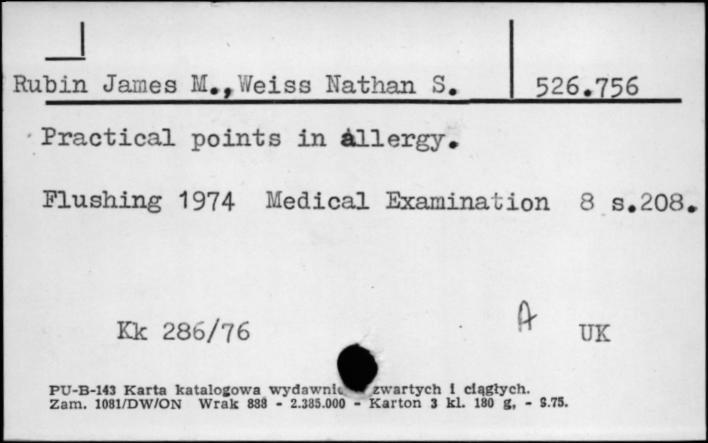 Rubin James M.,Weiss Nathan S. 526.756
Practical points in allergy.
Flushing 1974 Medical Examination 8 s.208.
A
Kk 286/76 UK
PU-B-143 Karta katalogowa zwartych i ciągłych.
Zam. 1081/DW/ON Wrak 888 - 2.385.000 - Karton 3 kl. 180 g, - S.75.